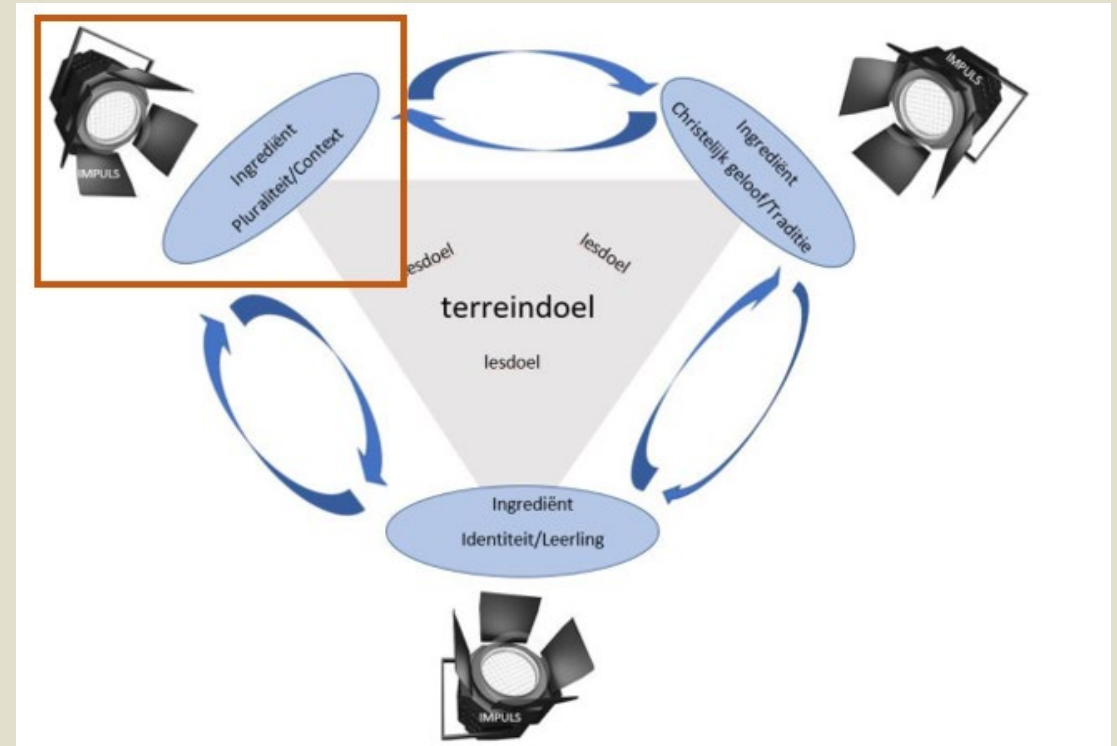 IMPULS
Ingrediënt
Pluraliteit/Context
IMPULS
Ingrediënt
Christelijk geloof/Traditie
lesdoel
lesdoel
terreindoel
lesdoel
Ingrediënt
Identiteit/Leerling
IMPULS